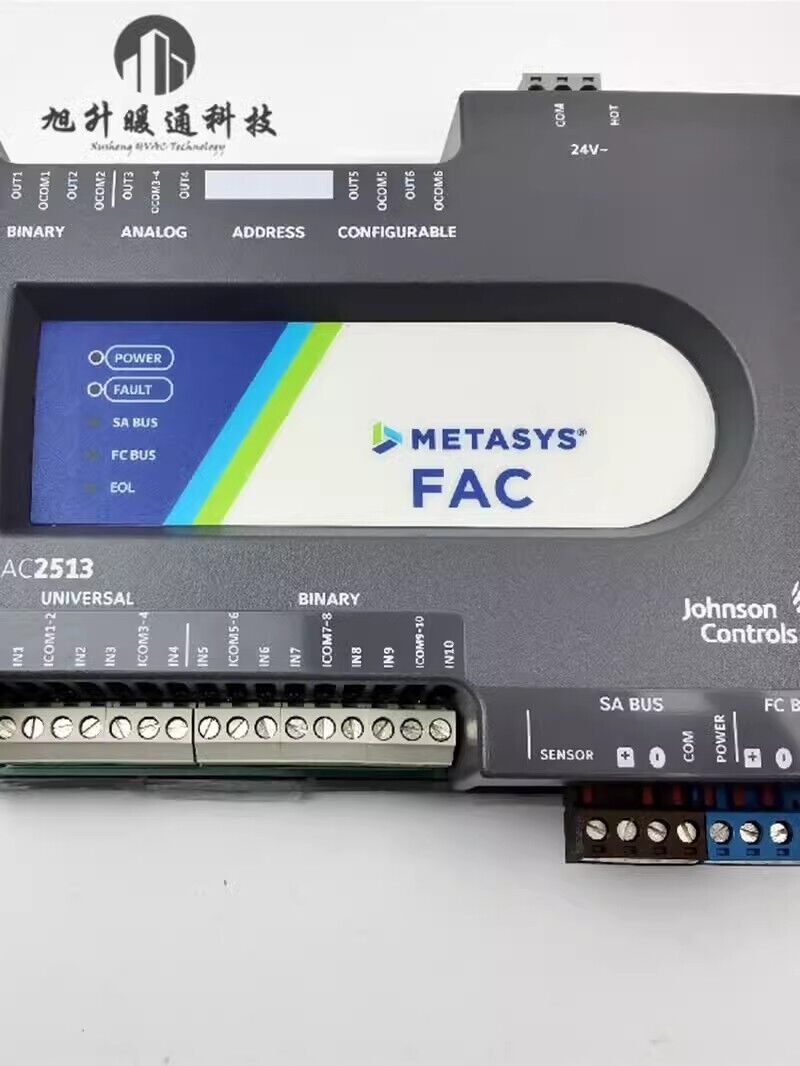 旭升暖通科技
Xusheng HVAC Technology
COM HOT
24V~
OUT1 OCOM1 OUT2 OCOM2 OUT3 OCOM3-4 OUT4 OUT5 OCOM5 OUT6 OCOM6
BINARY ANALOG ADDRESS CONFIGURABLE
POWER
FAULT
SA BUS
FC BUS
EOL
METASYS®
FAC
AC2513
UNIVERSAL BINARY
IN1 ICOM1-2 IN2 IN3 ICOM3-4 IN4 IN5 ICOM5-6 IN6 IN7 ICOM7-8 IN8 IN9 ICOM9-10 IN10
Johnson
Controls
SA BUS FC B
SENSOR + - COM POWER + -